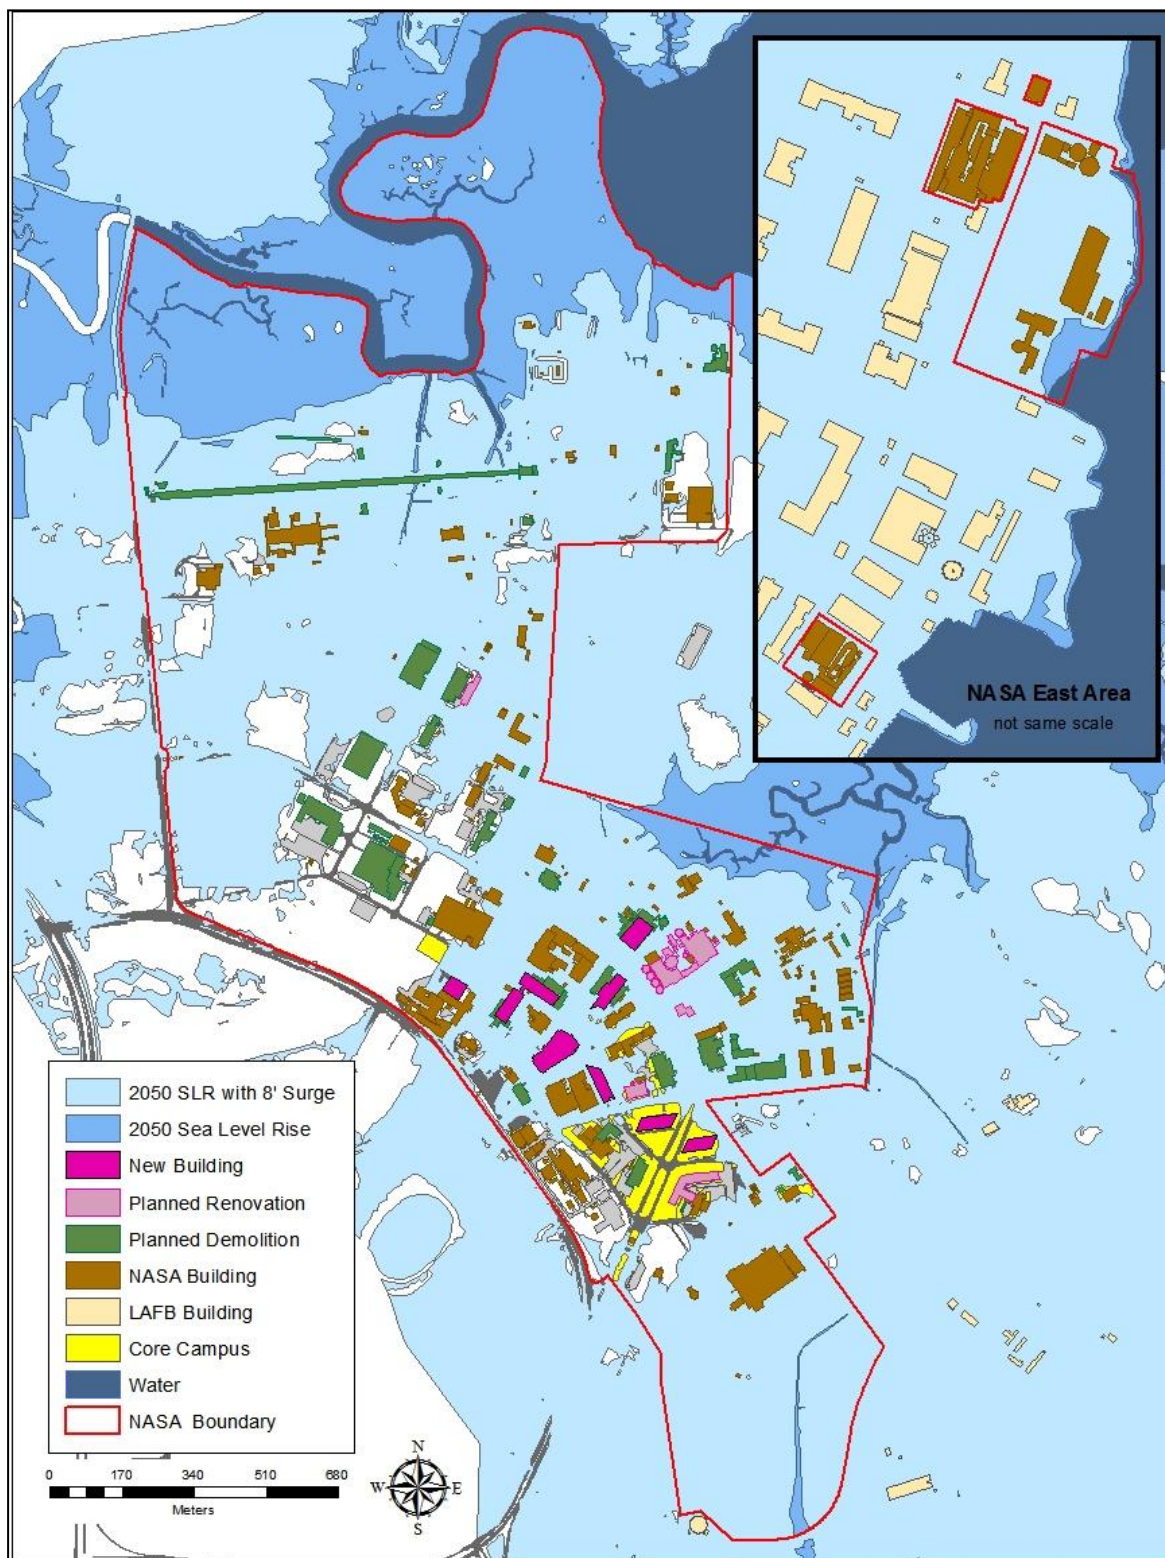 NASA East Area
not same scale
2050 SLR with 8' Surge
2050 Sea Level Rise
New Building
Planned Renovation
Planned Demolition
NASA Building
LAFB Building
Core Campus
Water
NASA Boundary
0 170 340 510 680
Meters
N
W E
S